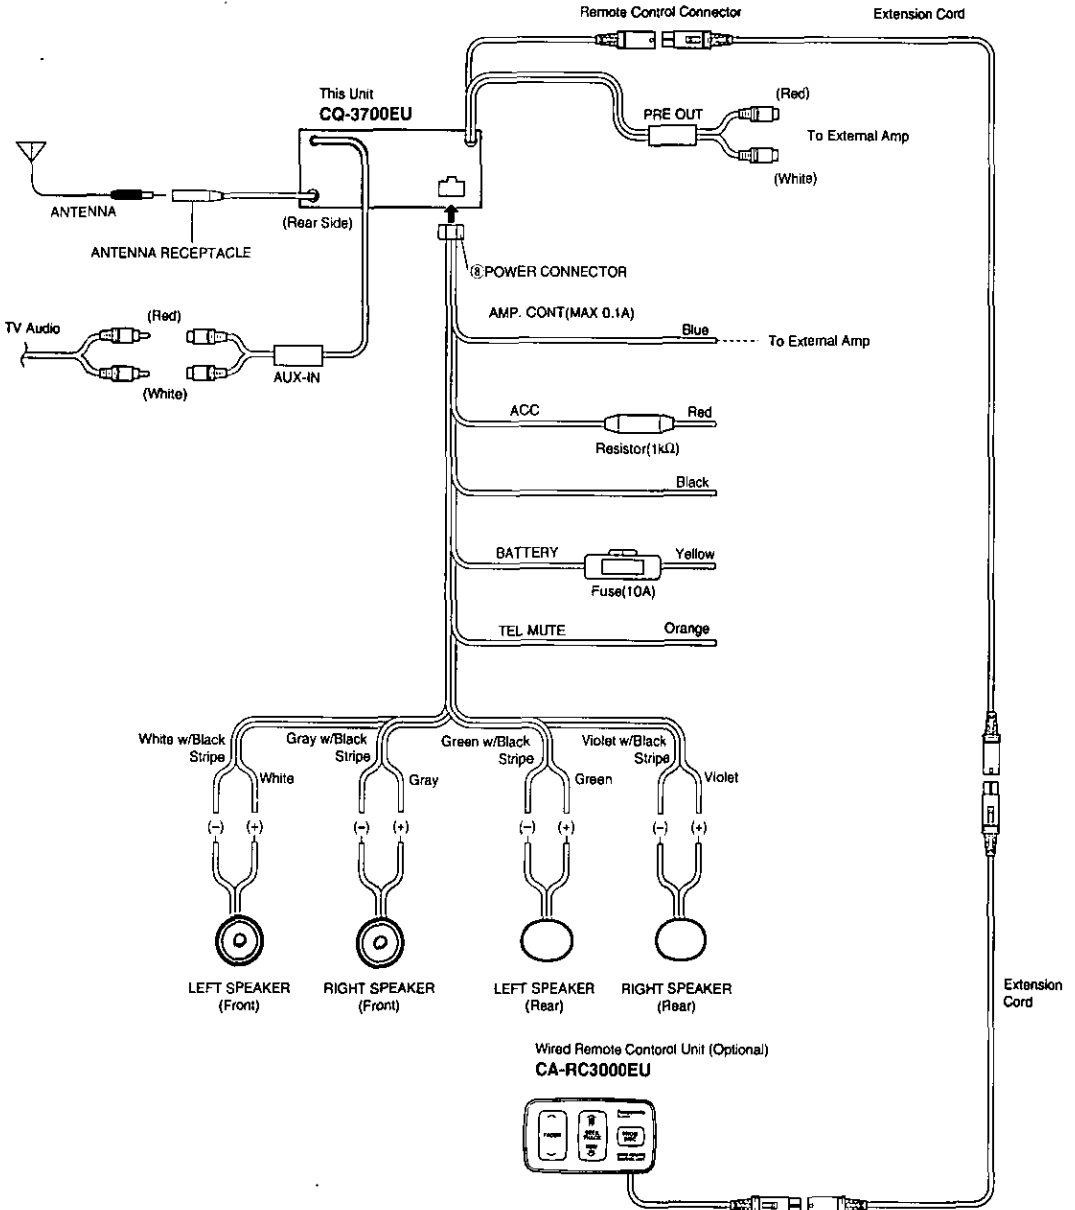 Remote Control Connector
Extension Cord
This Unit
CQ-3700EU
(Red)
PRE OUT
To External Amp
(White)
ANTENNA
(Rear Side)
ANTENNA RECEPTACLE
⑧POWER CONNECTOR
AMP. CONT(MAX 0.1A)
Blue
To External Amp
TV Audio
(Red)
AUX-IN
(White)
ACC
Red
Resistor(1kΩ)
Black
BATTERY
Yellow
Fuse(10A)
TEL MUTE
Orange
White w/Black
Stripe
White
Gray w/Black
Stripe
Gray
Green w/Black
Stripe
Green
Violet w/Black
Stripe
Violet
(−) (+)
(−) (+)
(−) (+)
(−) (+)
LEFT SPEAKER
(Front)
RIGHT SPEAKER
(Front)
LEFT SPEAKER
(Rear)
RIGHT SPEAKER
(Rear)
Extension
Cord
Wired Remote Contorol Unit (Optional)
CA-RC3000EU